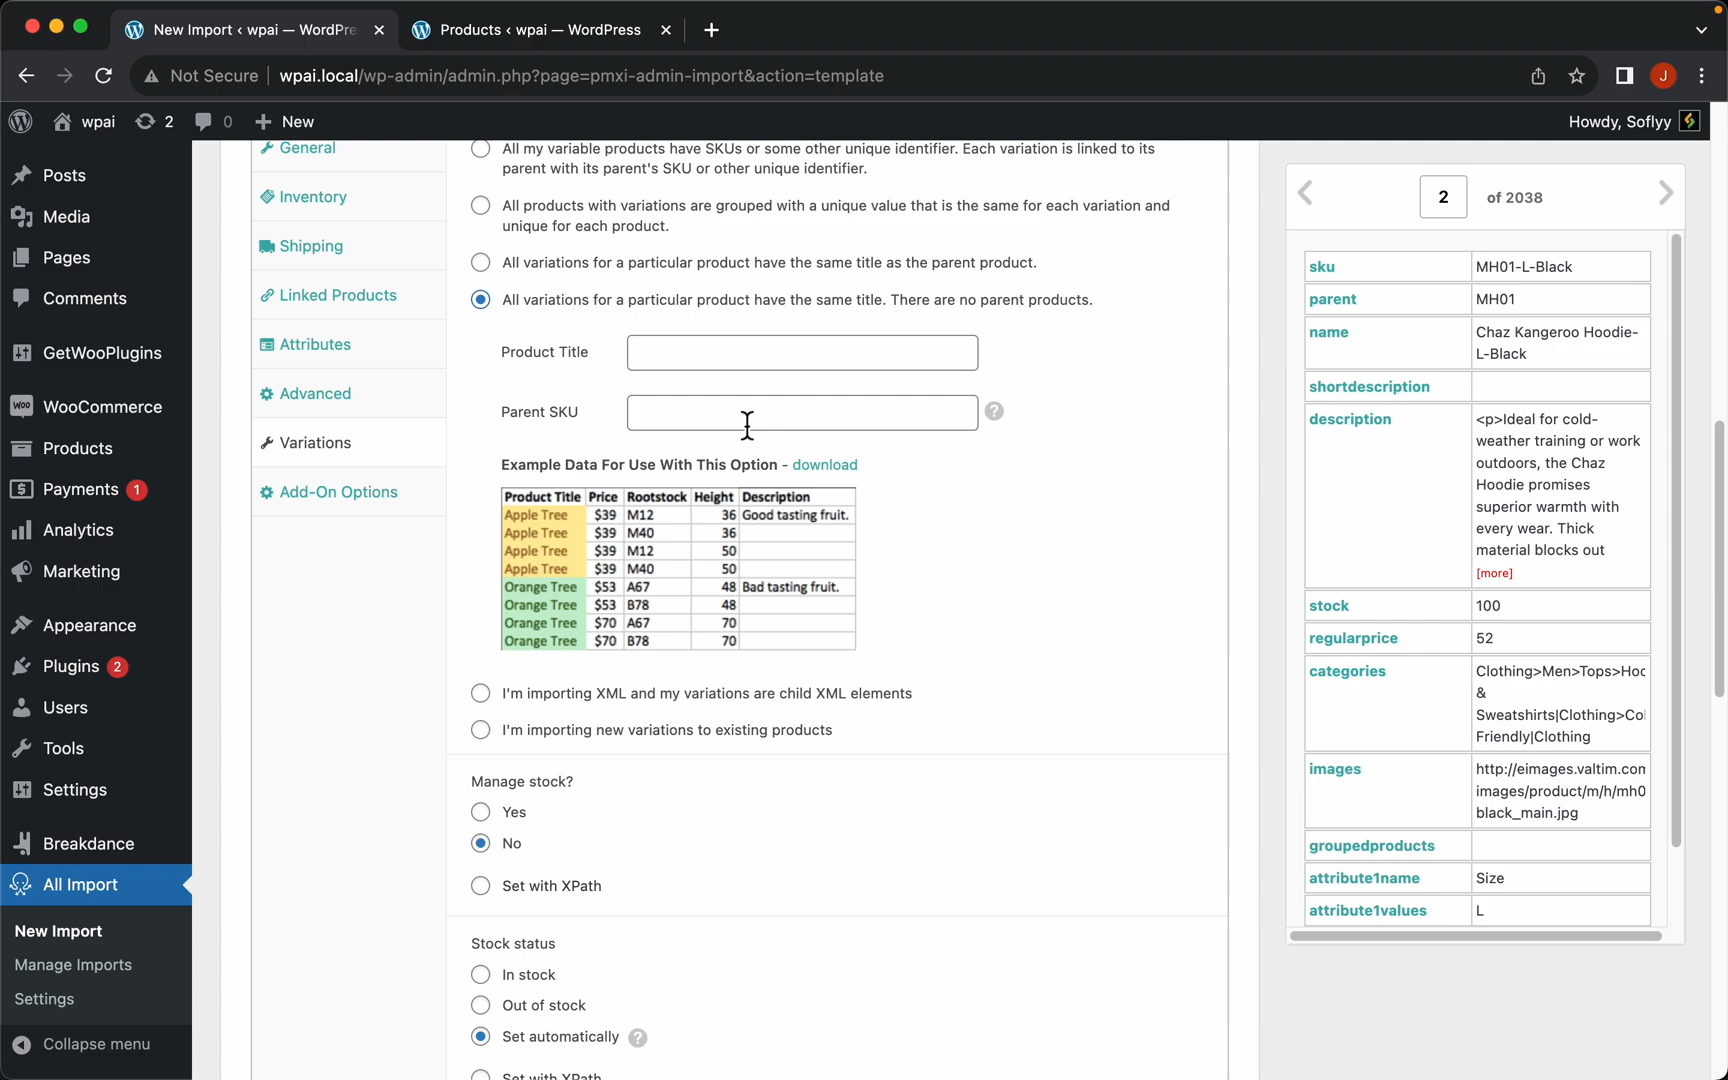 New Import ‹ wpai — WordPre
Products ‹ wpai — WordPress
Not Secure
wpai.local/wp-admin/admin.php?page=pmxi-admin-import&action=template
J
wpai
2
0
New
Howdy, Soflyy
Posts
Media
Pages
Comments
GetWooPlugins
WooCommerce
Products
Payments 1
Analytics
Marketing
Appearance
Plugins 2
Users
Tools
Settings
Breakdance
All Import
New Import
Manage Imports
Settings
Collapse menu
General
Inventory
Shipping
Linked Products
Attributes
Advanced
Variations
Add-On Options
All my variable products have SKUs or some other unique identifier. Each variation is linked to its
parent with its parent's SKU or other unique identifier.
All products with variations are grouped with a unique value that is the same for each variation and
unique for each product.
All variations for a particular product have the same title as the parent product.
All variations for a particular product have the same title. There are no parent products.
Product Title
Parent SKU
?
Example Data For Use With This Option - download
Product Title Price Rootstock Height Description
Apple Tree $39 M12 36 Good tasting fruit.
Apple Tree $39 M40 36
Apple Tree $39 M12 50
Apple Tree $39 M40 50
Orange Tree $53 A67 48 Bad tasting fruit.
Orange Tree $53 B78 48
Orange Tree $70 A67 70
Orange Tree $70 B78 70
I'm importing XML and my variations are child XML elements
I'm importing new variations to existing products
Manage stock?
Yes
No
Set with XPath
Stock status
In stock
Out of stock
Set automatically ?
Set with XPath
2 of 2038
sku MH01-L-Black
parent MH01
name Chaz Kangeroo Hoodie-
L-Black
shortdescription
description <p>Ideal for cold-
weather training or work
outdoors, the Chaz
Hoodie promises
superior warmth with
every wear. Thick
material blocks out
[more]
stock 100
regularprice 52
categories Clothing>Men>Tops>Hoo
&
Sweatshirts|Clothing>Col
Friendly|Clothing
images http://eimages.valtim.com
images/product/m/h/mh0
black_main.jpg
groupedproducts
attribute1name Size
attribute1values L